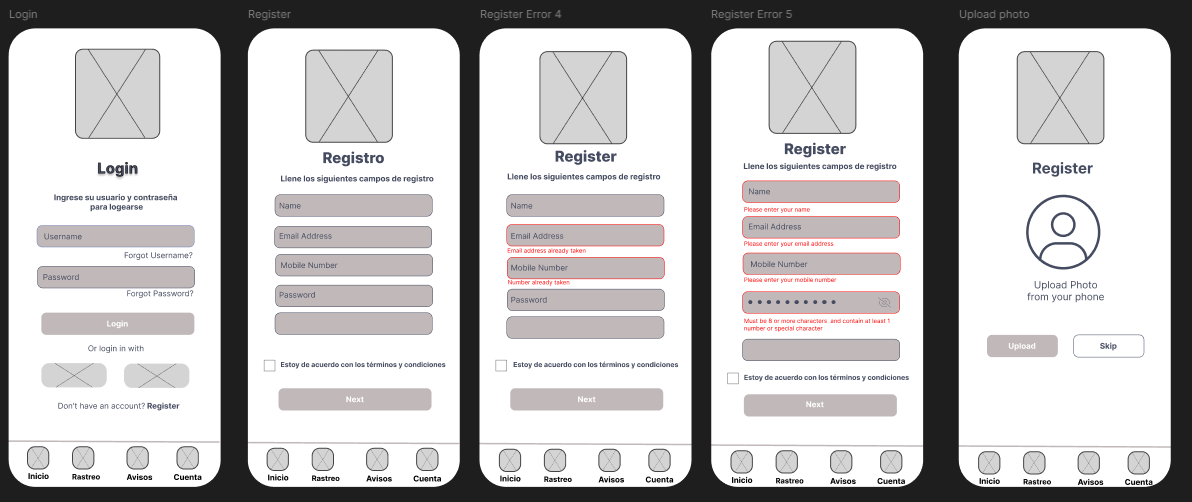 Login
Login
Ingrese su usuario y contraseña
para logearse
Username
Forgot Username?
Password
Forgot Password?
Login
Or login in with
Don't have an account? Register
Inicio
Rastreo
Avisos
Cuenta
Register
Registro
Llene los siguientes campos de registro
Name
Email Address
Mobile Number
Password
Estoy de acuerdo con los términos y condiciones
Next
Inicio
Rastreo
Avisos
Cuenta
Register Error 4
Register
Llene los siguientes campos de registro
Name
Email Address
Email address already taken
Mobile Number
Number already taken
Password
Estoy de acuerdo con los términos y condiciones
Next
Inicio
Rastreo
Avisos
Cuenta
Register Error 5
Register
Llene los siguientes campos de registro
Name
Please enter your name
Email Address
Please enter your email address
Mobile Number
Please enter your mobile number
Must be 8 or more characters and contain at least 1
number or special character
Estoy de acuerdo con los términos y condiciones
Next
Inicio
Rastreo
Avisos
Cuenta
Upload photo
Register
Upload Photo
from your phone
Upload
Skip
Inicio
Rastreo
Avisos
Cuenta